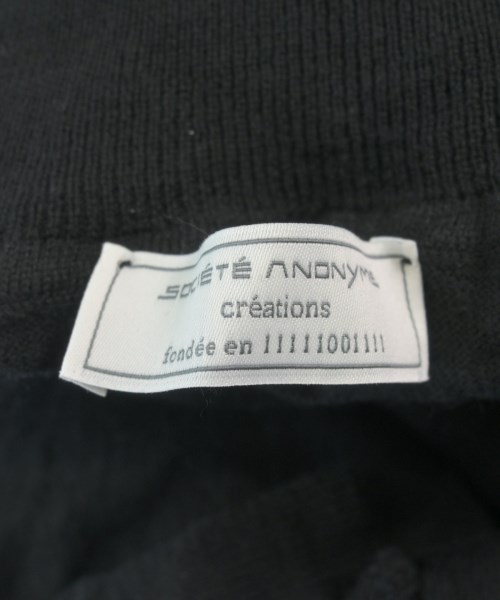 SOCIÉTÉ ANONYME
créations
fondée en 11111001111